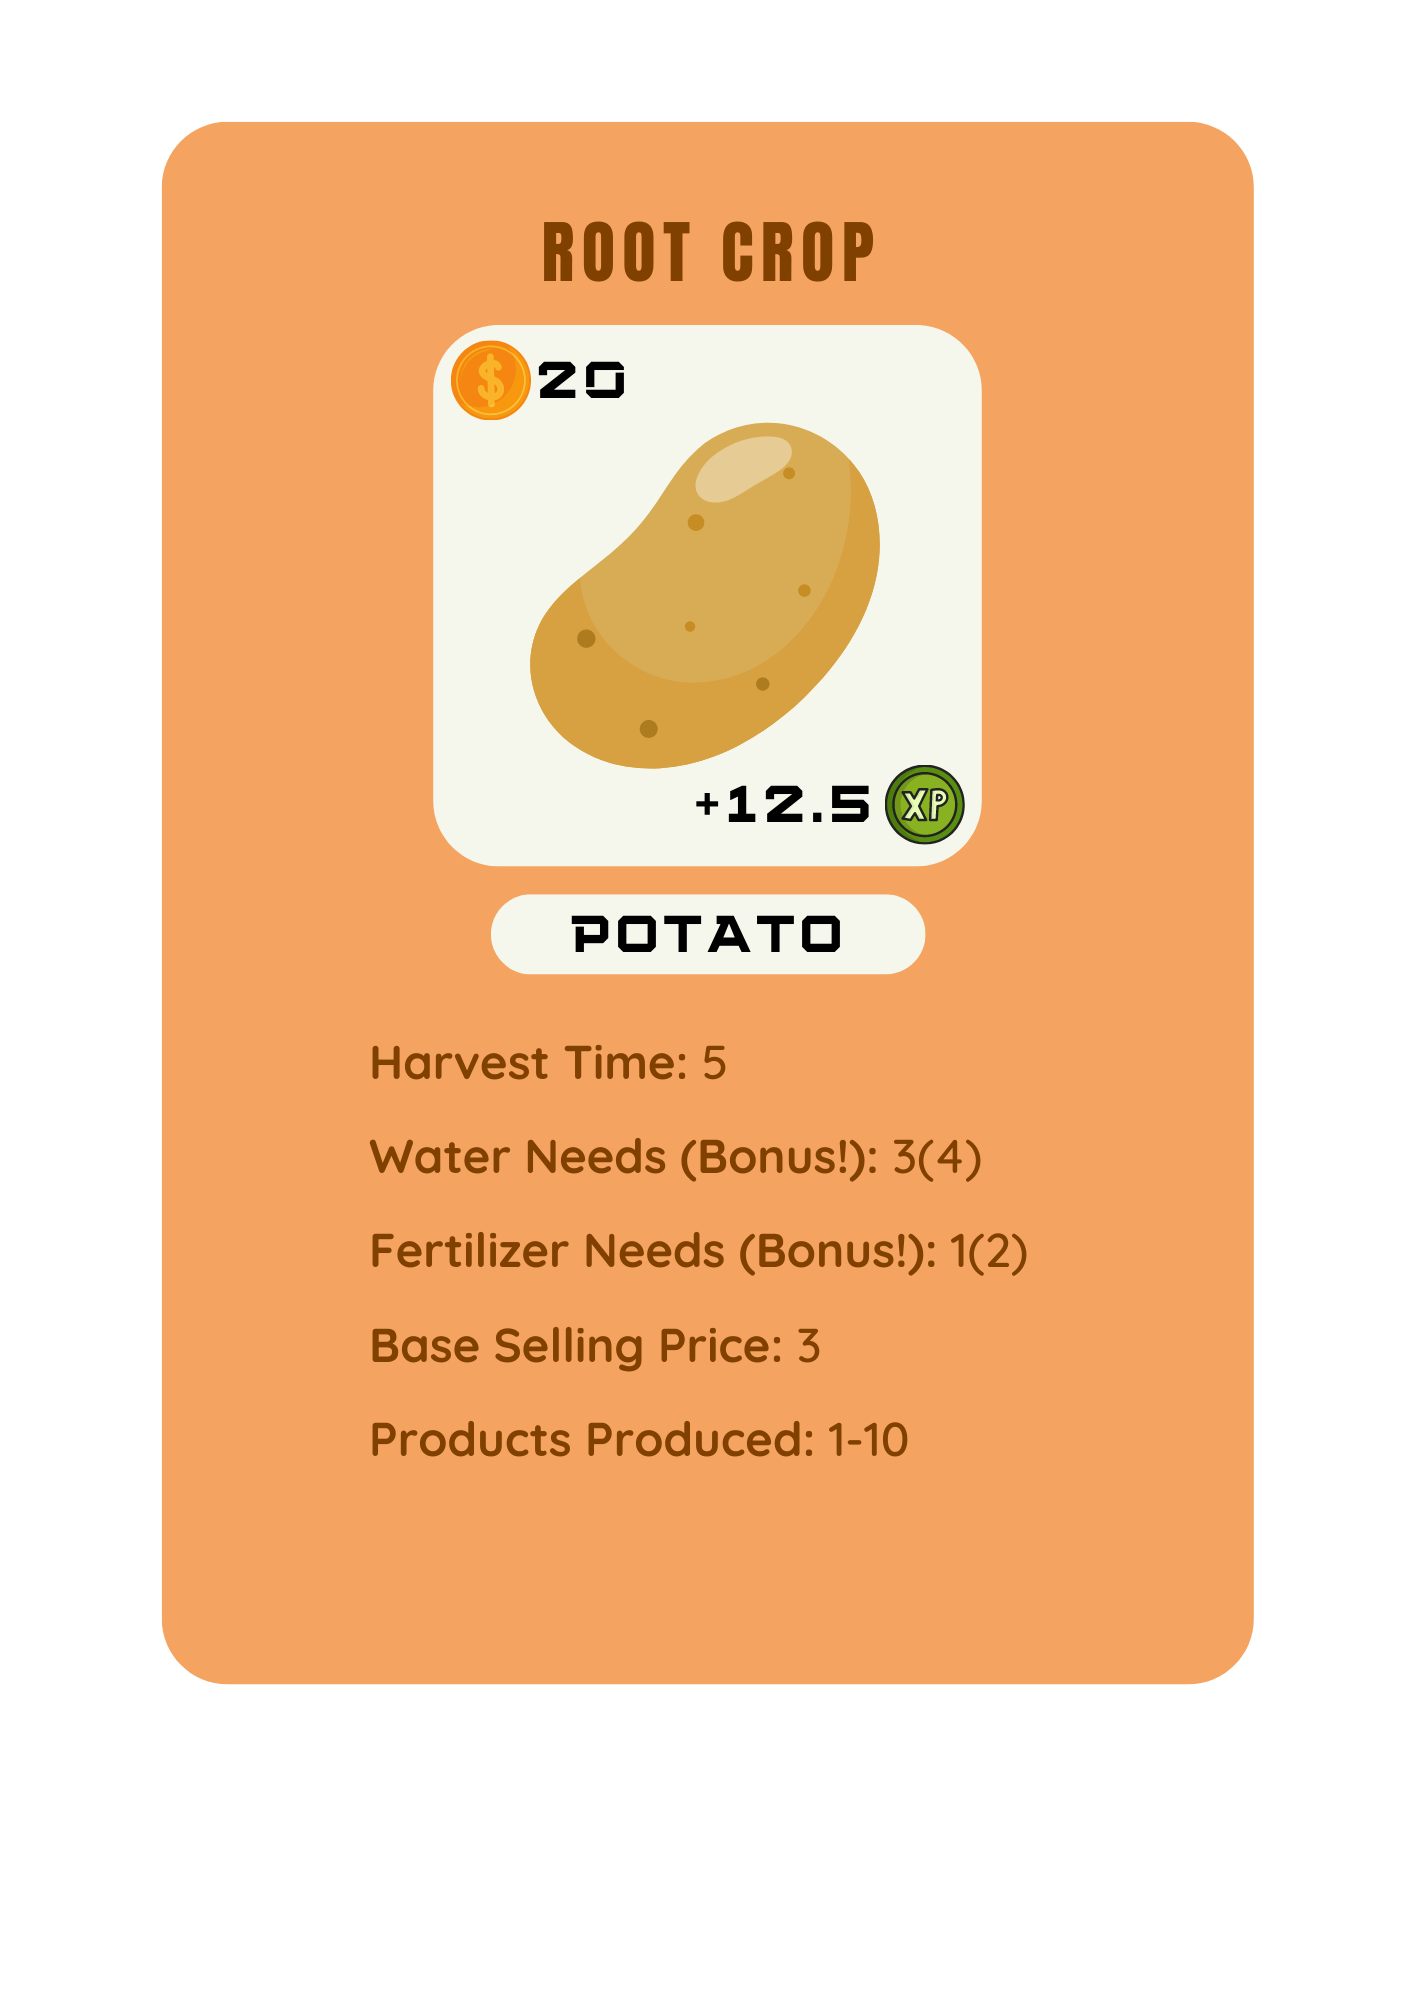 ROOT CROP
$ 20
+12.5 XP
POTATO
Harvest Time: 5
Water Needs (Bonus!): 3(4)
Fertilizer Needs (Bonus!): 1(2)
Base Selling Price: 3
Products Produced: 1-10